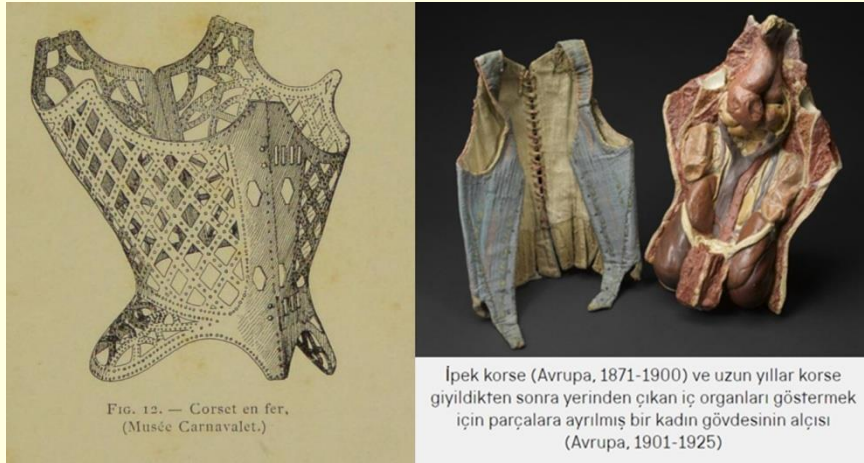 FIG. 12. — Corset en fer,
(Musée Carnavalet.)
İpek korse (Avrupa, 1871-1900) ve uzun yıllar korse
giyildikten sonra yerinden çıkan iç organları göstermek
için parçalara ayrılmış bir kadın gövdesinin alçısı
(Avrupa, 1901-1925)